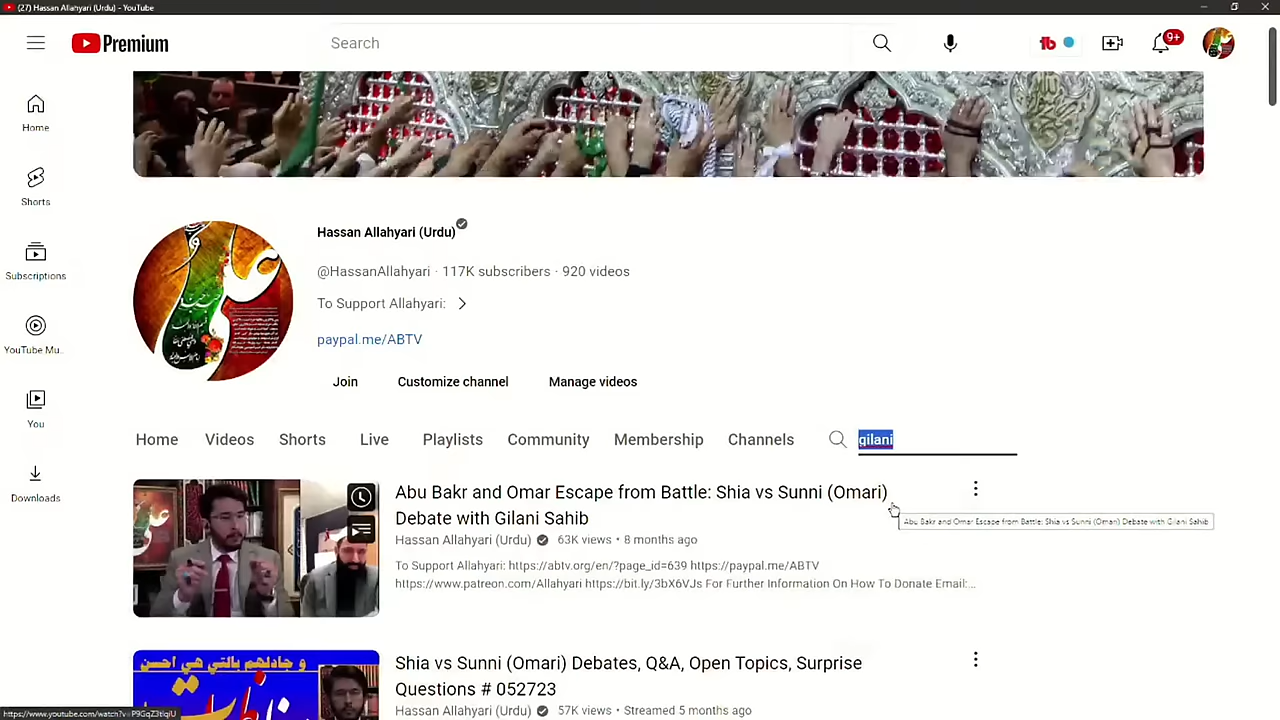 (27) Hassan Allahyari (Urdu) - YouTube
Premium
Search
9+
Home
Shorts
Subscriptions
YouTube Mu...
You
Downloads
Hassan Allahyari (Urdu)
@HassanAllahyari · 117K subscribers · 920 videos
To Support Allahyari:
paypal.me/ABTV
Join Customize channel Manage videos
Home Videos Shorts Live Playlists Community Membership Channels gilani
Abu Bakr and Omar Escape from Battle: Shia vs Sunni (Omari)
Debate with Gilani Sahib
Abu Bakr and Omar Escape from Battle: Shia vs Sunni (Omari) Debate with Gilani Sahib
Hassan Allahyari (Urdu) 63K views • 8 months ago
To Support Allahyari: https://abtv.org/en/?page_id=639 https://paypal.me/ABTV
https://www.patreon.com/Allahyari https://bit.ly/3bX6VJs For Further Information On How To Donate Email:...
و جادلهم بالتي هي احسن
Shia vs Sunni (Omari) Debates, Q&A, Open Topics, Surprise
Questions # 052723
Hassan Allahyari (Urdu) 57K views • Streamed 5 months ago